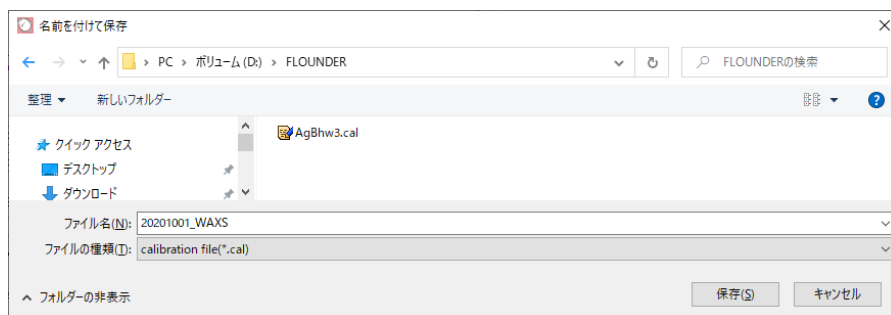 名前を付けて保存
PC > ボリューム (D:) > FLOUNDER
FLOUNDERの検索
整理
新しいフォルダー
クイック アクセス
デスクトップ
ダウンロード
AgBhw3.cal
ファイル名(N): 20201001_WAXS
ファイルの種類(T): calibration file(*.cal)
フォルダーの非表示
保存(S)
キャンセル